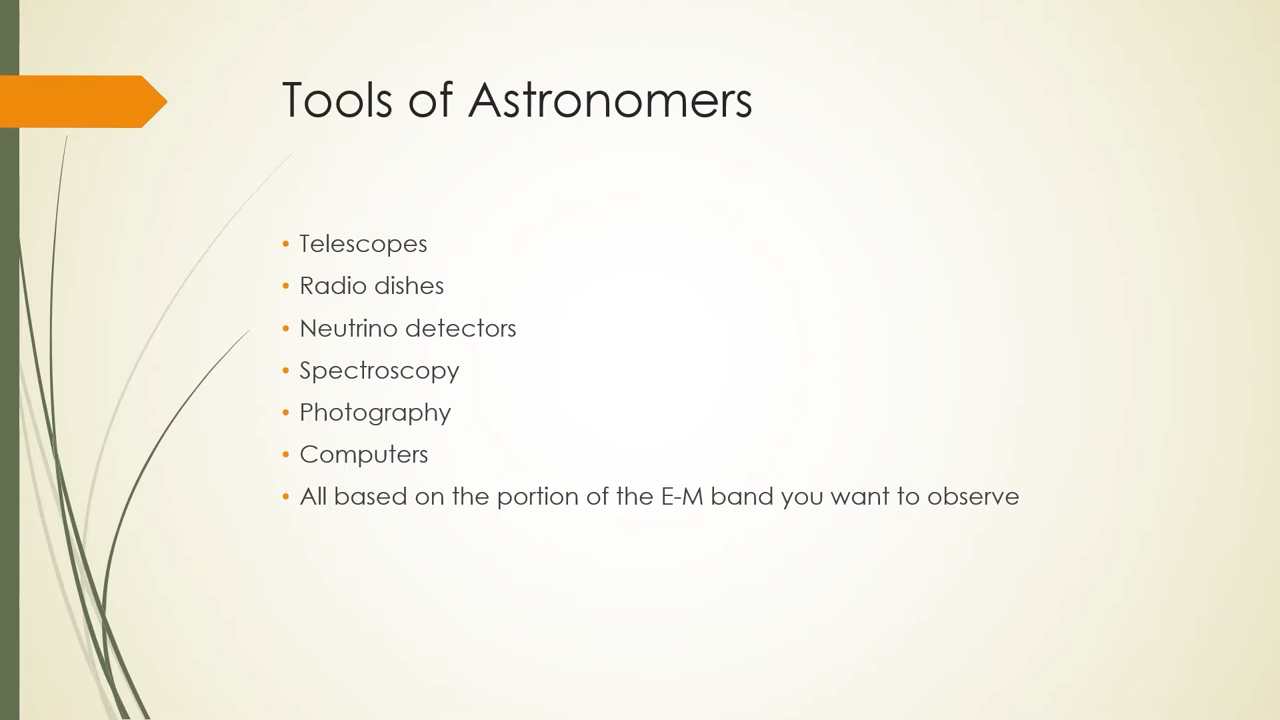 Tools of Astronomers
• Telescopes
• Radio dishes
• Neutrino detectors
• Spectroscopy
• Photography
• Computers
• All based on the portion of the E-M band you want to observe